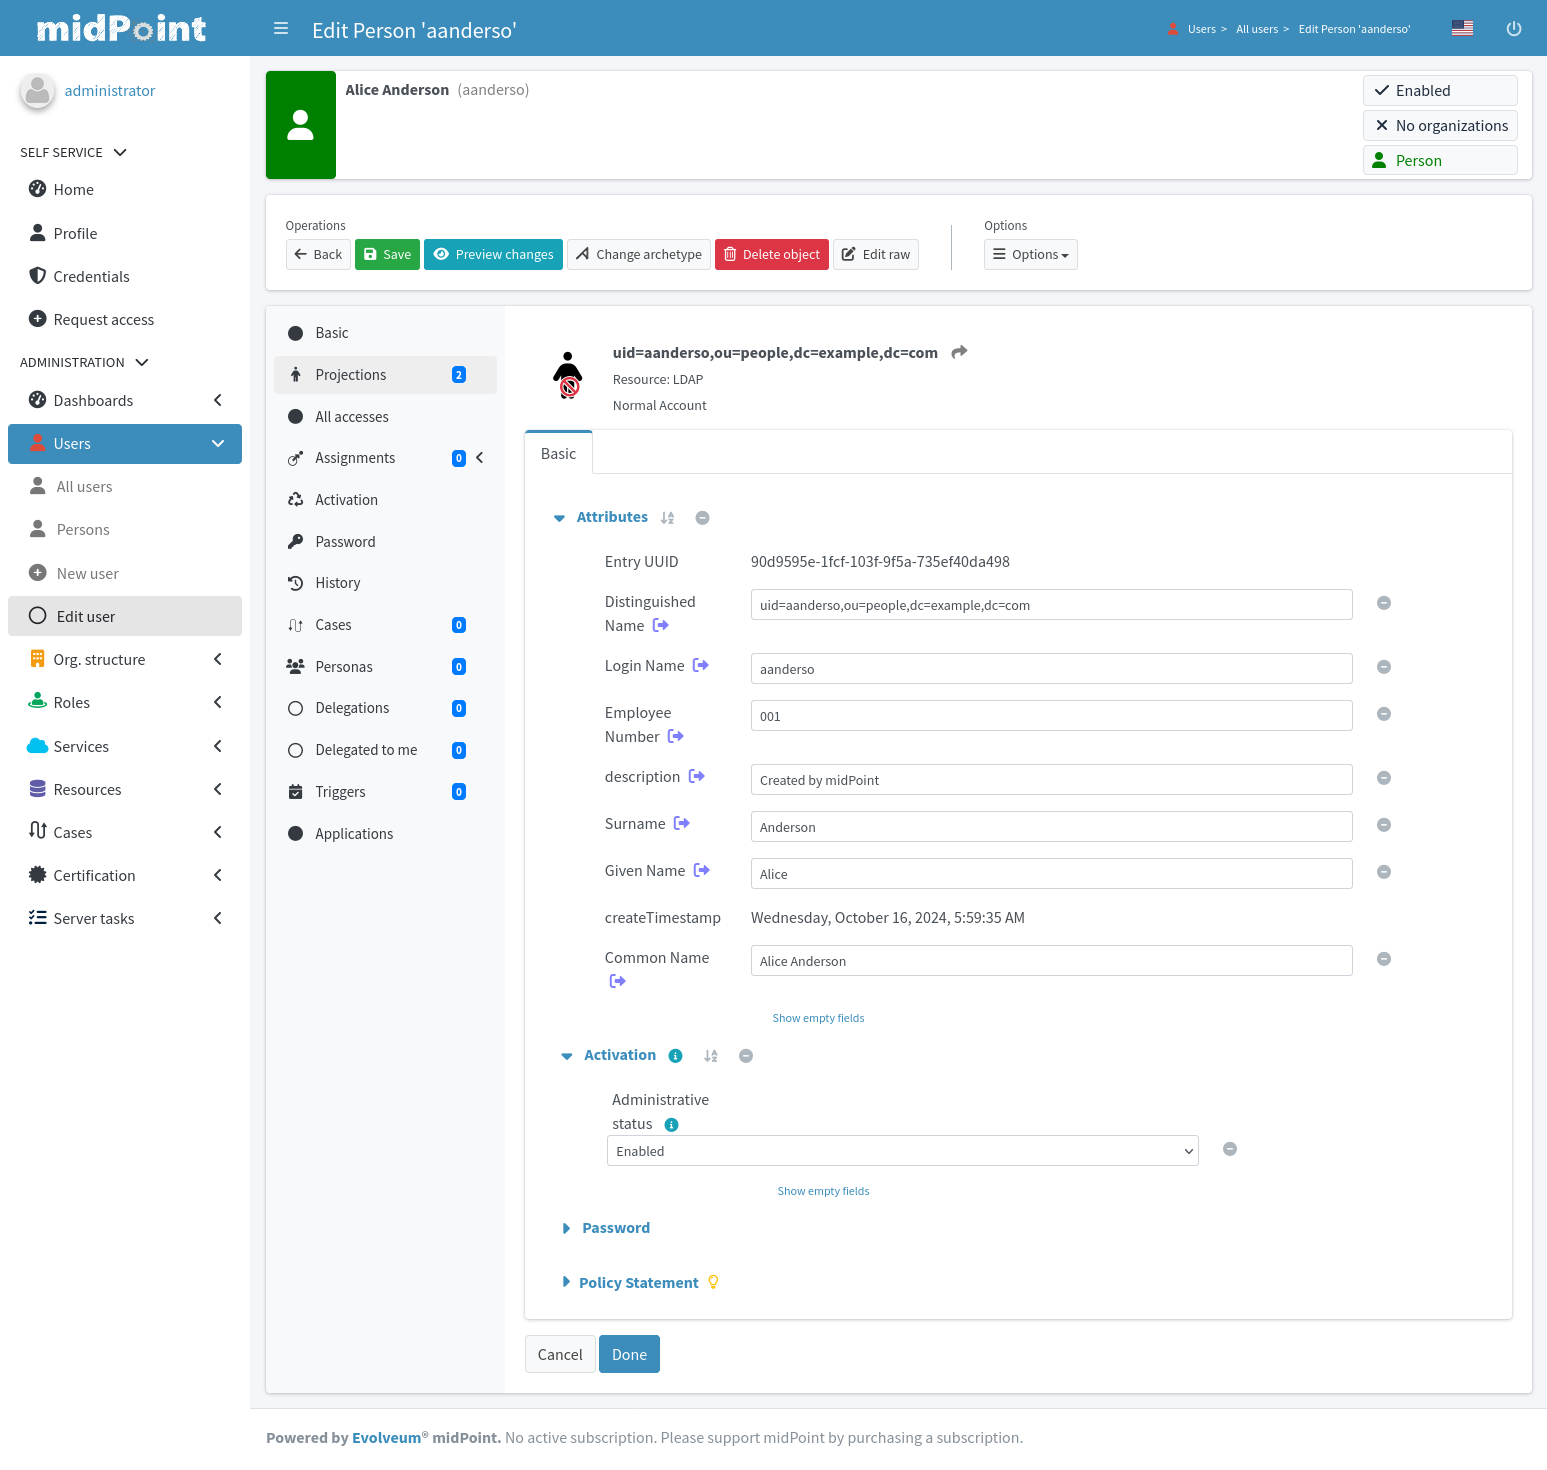 midPoint
Edit Person 'aanderso'
Users > All users > Edit Person 'aanderso'
administrator
SELF SERVICE
Home
Profile
Credentials
Request access
ADMINISTRATION
Dashboards
Users
All users
Persons
New user
Edit user
Org. structure
Roles
Services
Resources
Cases
Certification
Server tasks
Alice Anderson (aanderso)
Enabled
No organizations
Person
Operations
Back
Save
Preview changes
Change archetype
Delete object
Edit raw
Options
Options
Basic
Projections 2
All accesses
Assignments 0
Activation
Password
History
Cases 0
Personas 0
Delegations 0
Delegated to me 0
Triggers 0
Applications
uid=aanderso,ou=people,dc=example,dc=com
Resource: LDAP
Normal Account
Basic
Attributes
Entry UUID 90d9595e-1fcf-103f-9f5a-735ef40da498
Distinguished
Name
uid=aanderso,ou=people,dc=example,dc=com
Login Name aanderso
Employee
Number
001
description Created by midPoint
Surname Anderson
Given Name Alice
createTimestamp Wednesday, October 16, 2024, 5:59:35 AM
Common Name Alice Anderson
Show empty fields
Activation
Administrative
status
Enabled
Show empty fields
Password
Policy Statement
Cancel
Done
Powered by Evolveum® midPoint. No active subscription. Please support midPoint by purchasing a subscription.